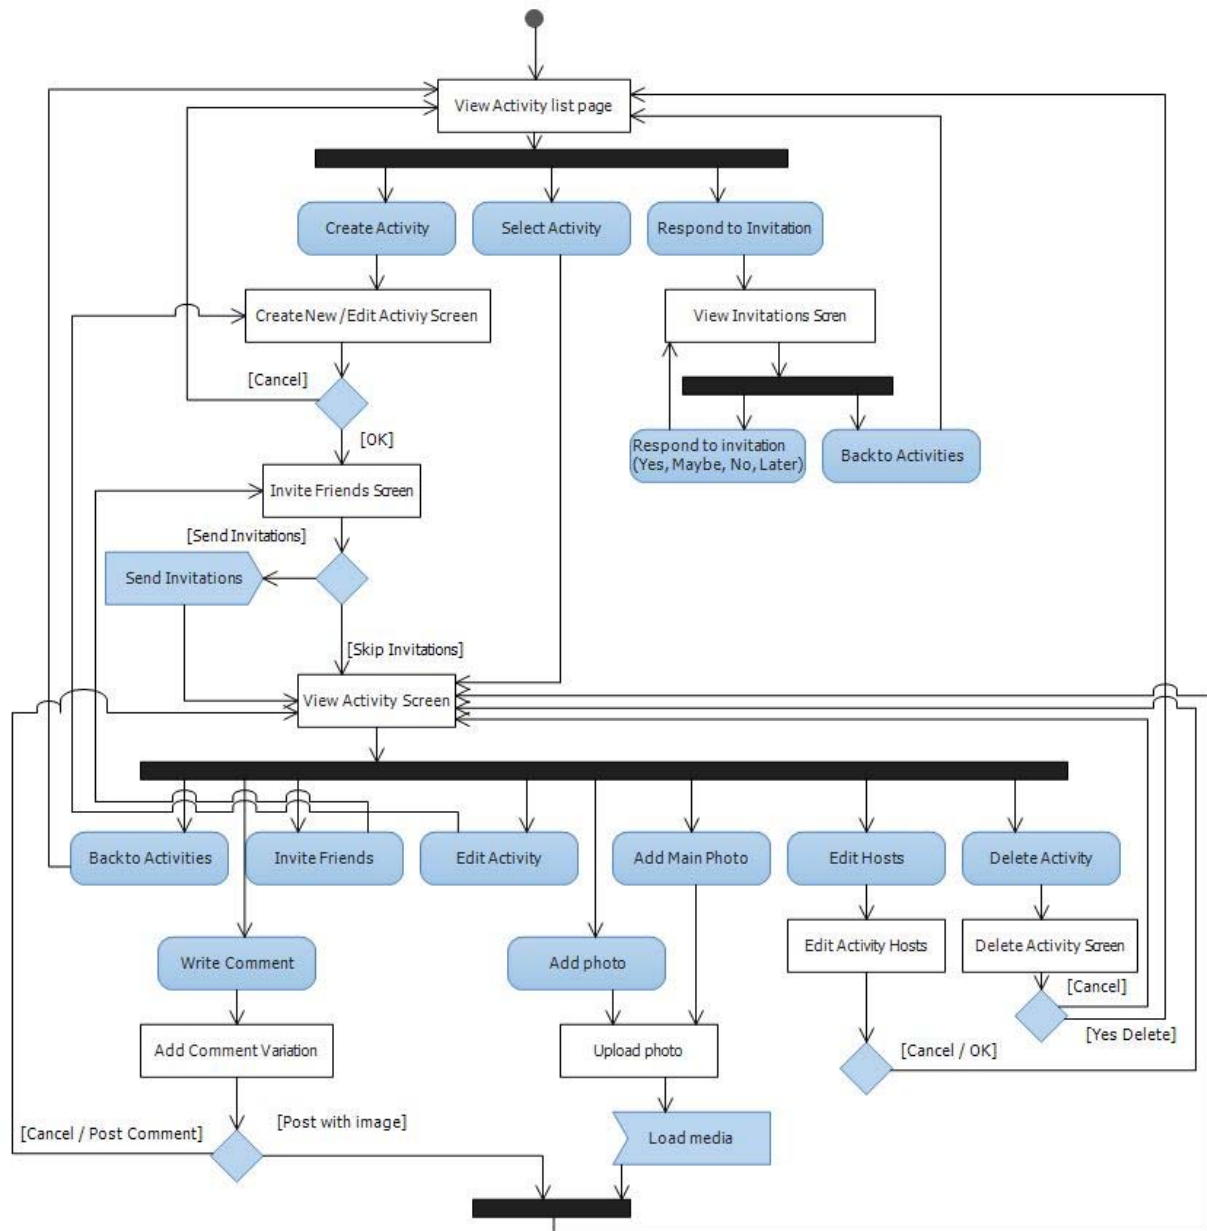 View Activity list page
Create Activity
Select Activity
Respond to Invitation
Create New / Edit Activiy Screen
View Invitations Scren
[Cancel]
[OK]
Respond to invitation
(Yes, Maybe, No, Later)
Back to Activities
Invite Friends Screen
[Send Invitations]
Send Invitations
[Skip Invitations]
View Activity Screen
Back to Activities
Invite Friends
Edit Activity
Add Main Photo
Edit Hosts
Delete Activity
Write Comment
Add photo
Edit Activity Hosts
Delete Activity Screen
[Cancel]
[Yes Delete]
Add Comment Variation
Upload photo
[Cancel / OK]
[Cancel / Post Comment]
[Post with image]
Load media